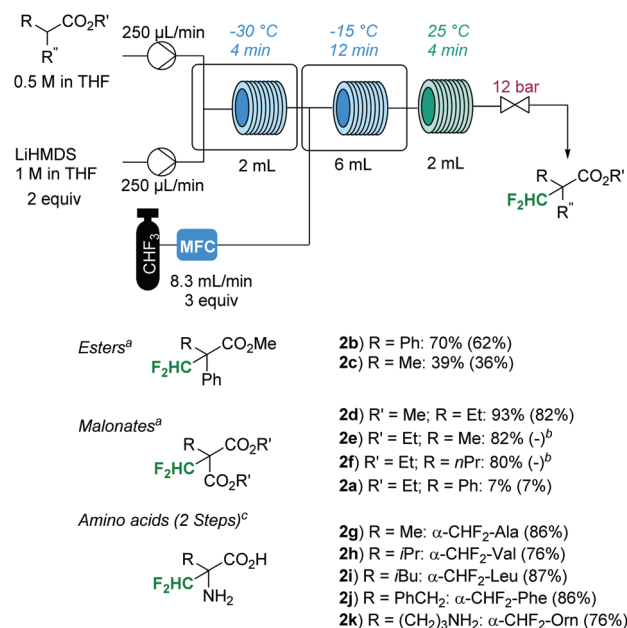 R
CO₂R'
R"
0.5 M in THF
250 µL/min
-30 °C
4 min
-15 °C
12 min
25 °C
4 min
12 bar
2 mL
6 mL
2 mL
LiHMDS
1 M in THF
2 equiv
250 µL/min
CHF₃
MFC
8.3 mL/min
3 equiv
R
CO₂R'
F₂HC
R"
Estersᵃ
R
CO₂Me
F₂HC
Ph
2b) R = Ph: 70% (62%)
2c) R = Me: 39% (36%)
Malonatesᵃ
R
CO₂R'
F₂HC
CO₂R'
2d) R' = Me; R = Et: 93% (82%)
2e) R' = Et; R = Me: 82% (-)ᵇ
2f) R' = Et; R = nPr: 80% (-)ᵇ
2a) R' = Et; R = Ph: 7% (7%)
Amino acids (2 Steps)ᶜ
R
CO₂H
F₂HC
NH₂
2g) R = Me: α-CHF₂-Ala (86%)
2h) R = iPr: α-CHF₂-Val (76%)
2i) R = iBu: α-CHF₂-Leu (87%)
2j) R = PhCH₂: α-CHF₂-Phe (86%)
2k) R = (CH₂)₃NH₂: α-CHF₂-Orn (76%)